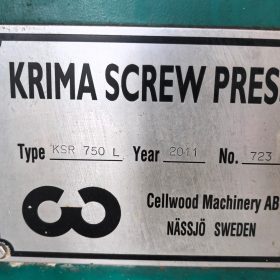 KRIMA SCREW PRES
Type KSR 750 L Year 2011 No. 723
Cellwood Machinery AB
NÄSSJÖ SWEDEN